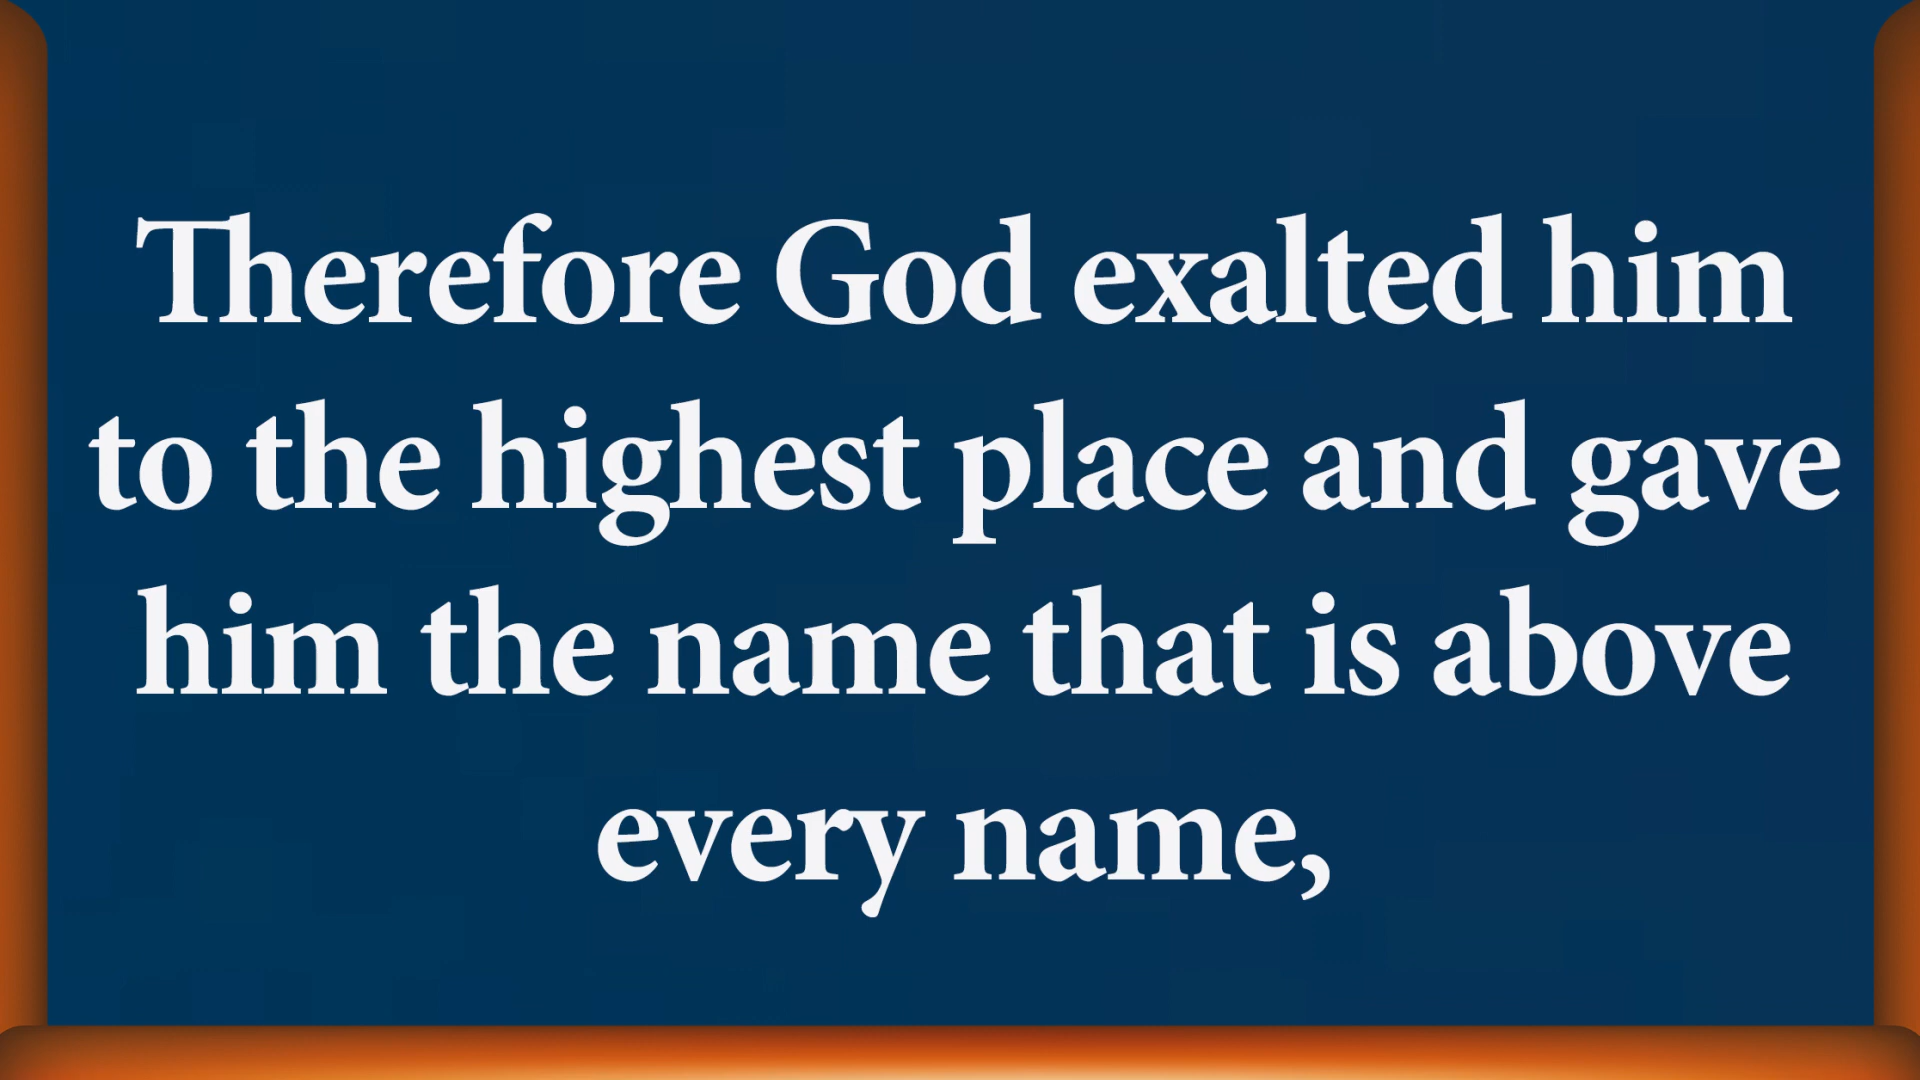 Therefore God exalted him
to the highest place and gave
him the name that is above
every name,